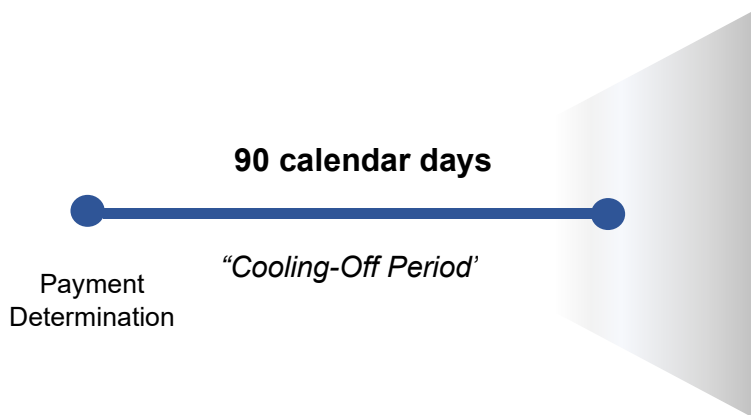 90 calendar days
“Cooling-Off Period’
Payment
Determination